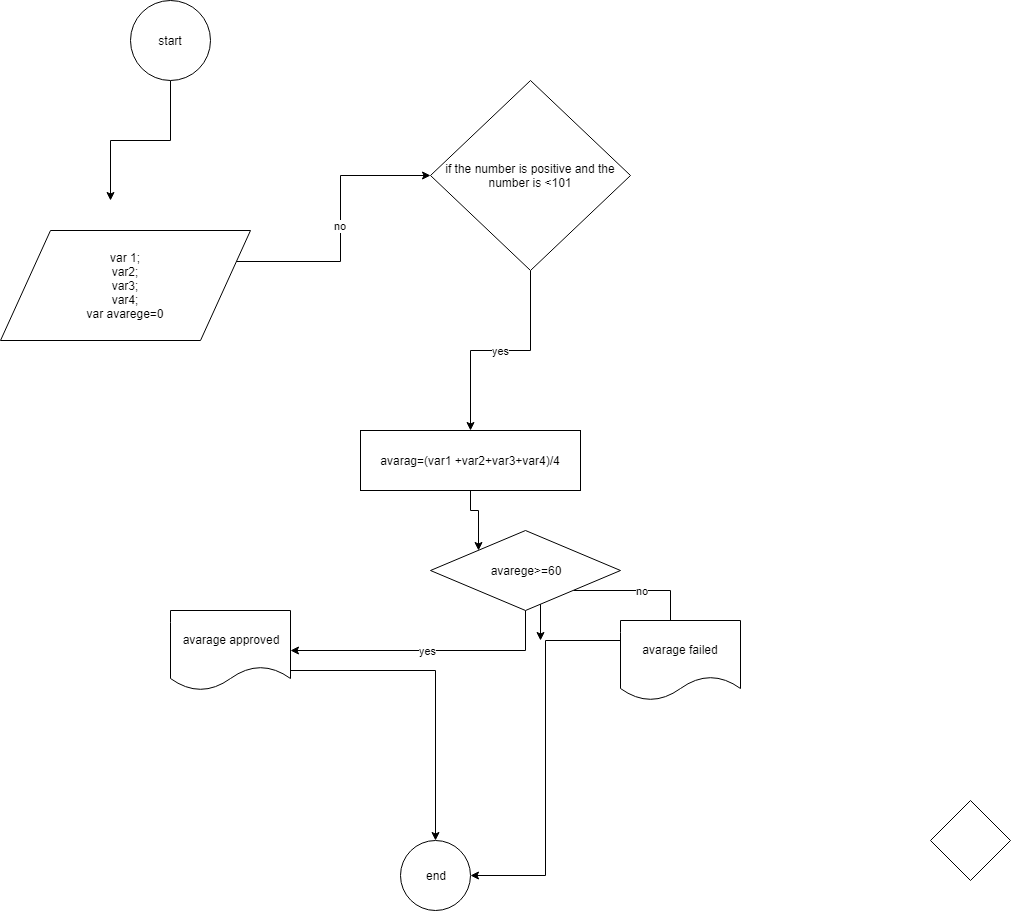 start
if the number is positive and the
number is <101
no
var 1;
var2;
var3;
var4;
var avarege=0
yes
avarag=(var1 +var2+var3+var4)/4
avarege>=60
no
avarage approved
avarage failed
yes
end